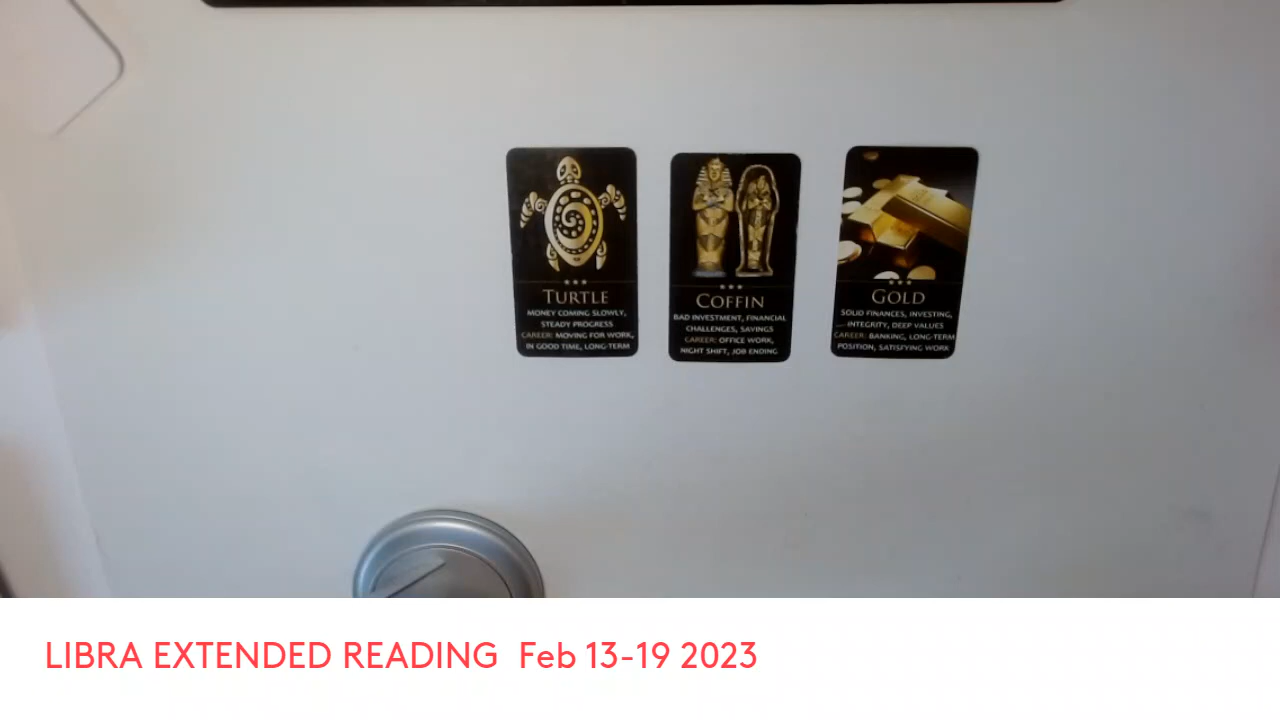 TURTLE
MONEY COMING SLOWLY,
STEADY PROGRESS
CAREER: MOVING FOR WORK,
IN GOOD TIME, LONG-TERM
COFFIN
BAD INVESTMENT, FINANCIAL
CHALLENGES, SAVINGS
CAREER: OFFICE WORK,
NIGHT SHIFT, JOB ENDING
GOLD
SOLID FINANCES, INVESTING,
INTEGRITY, DEEP VALUES
CAREER: BANKING, LONG-TERM
POSITION, SATISFYING WORK
LIBRA EXTENDED READING Feb 13-19 2023